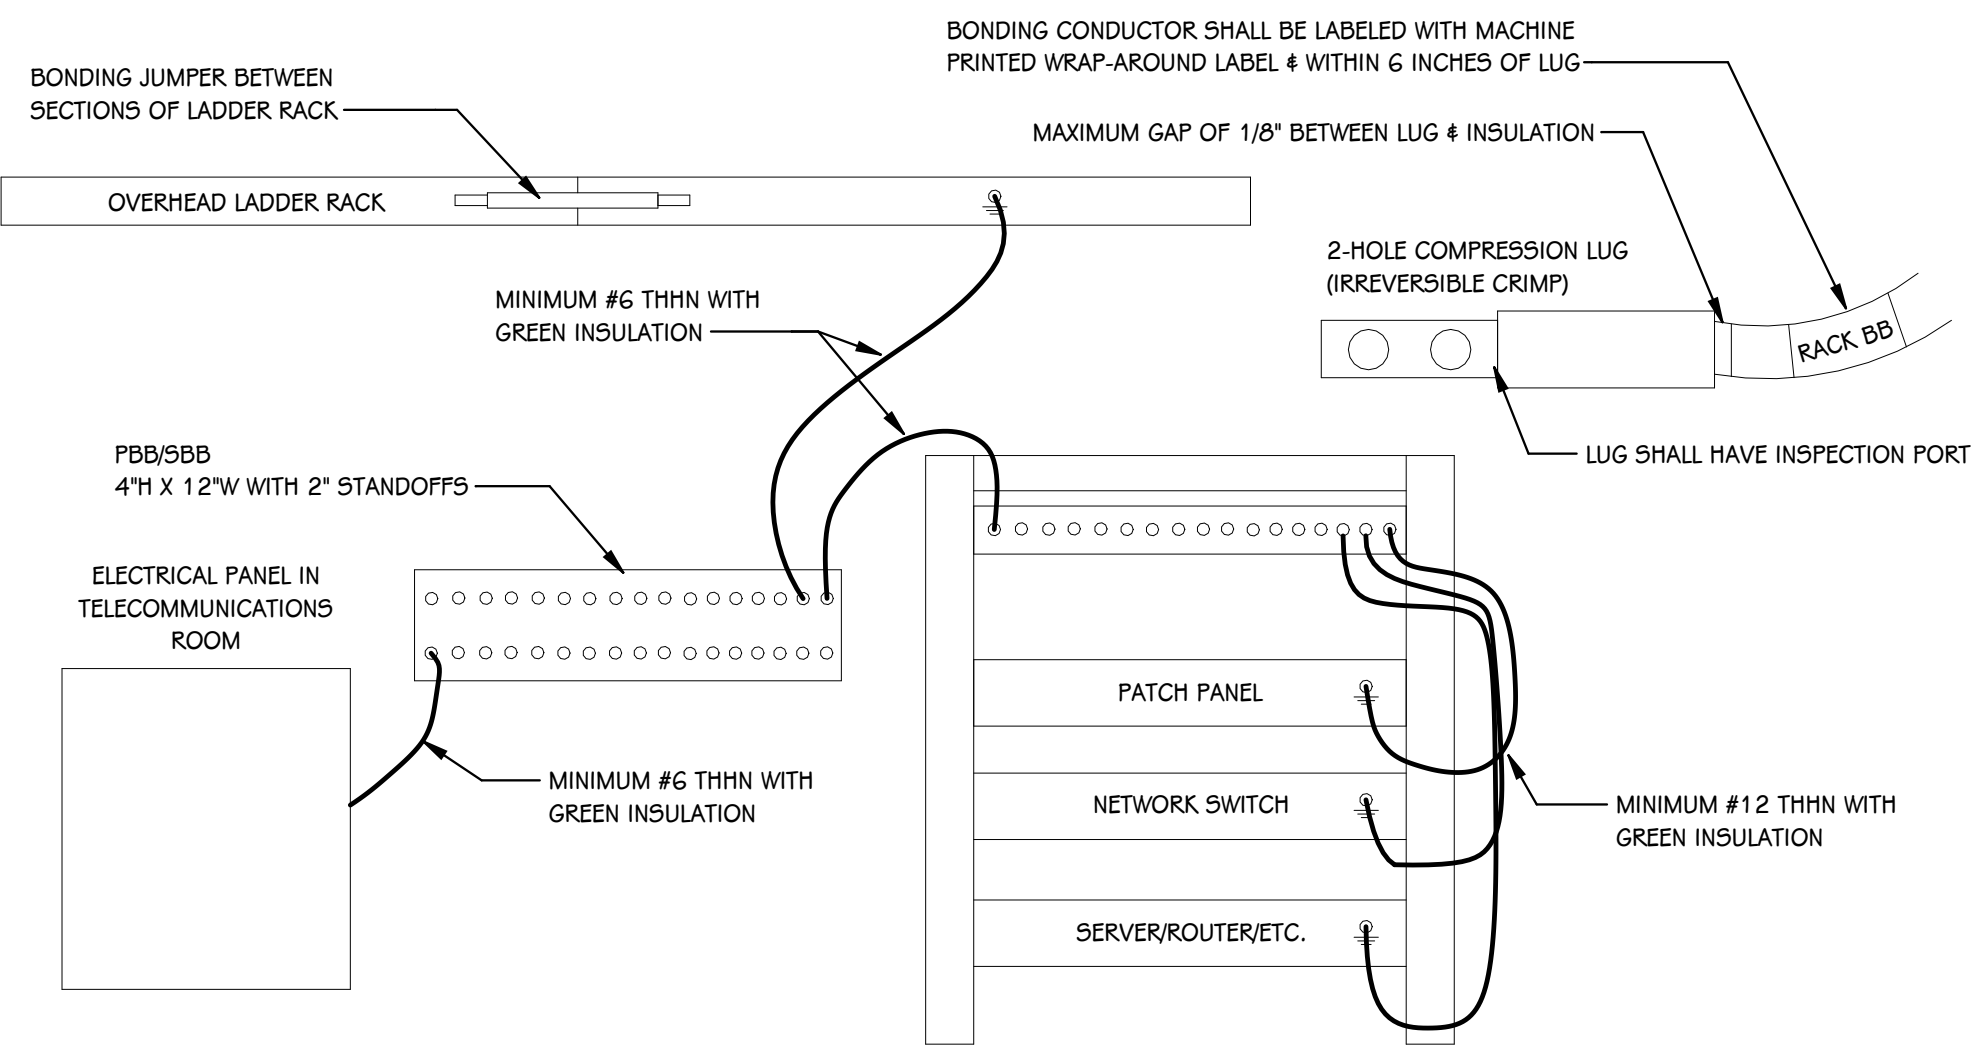 BONDING CONDUCTOR SHALL BE LABELED WITH MACHINE
PRINTED WRAP-AROUND LABEL & WITHIN 6 INCHES OF LUG
BONDING JUMPER BETWEEN
SECTIONS OF LADDER RACK
MAXIMUM GAP OF 1/8" BETWEEN LUG & INSULATION
OVERHEAD LADDER RACK
2-HOLE COMPRESSION LUG
(IRREVERSIBLE CRIMP)
RACK BB
MINIMUM #6 THHN WITH
GREEN INSULATION
LUG SHALL HAVE INSPECTION PORT
PBB/SBB
4"H X 12"W WITH 2" STANDOFFS
ELECTRICAL PANEL IN
TELECOMMUNICATIONS
ROOM
PATCH PANEL
MINIMUM #6 THHN WITH
GREEN INSULATION
NETWORK SWITCH
MINIMUM #12 THHN WITH
GREEN INSULATION
SERVER/ROUTER/ETC.